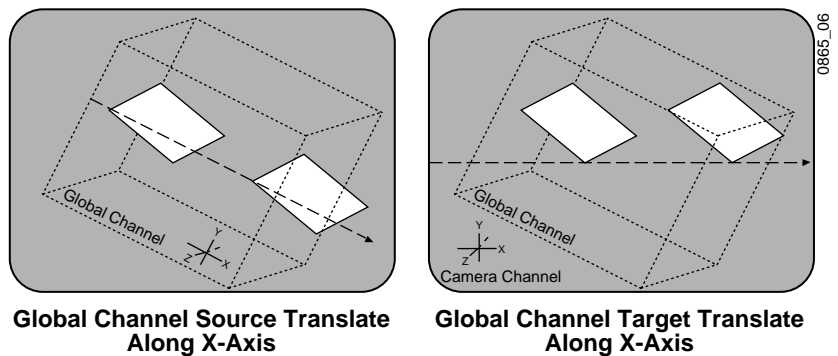 Global Channel
Y
Z
X
Global Channel
Y
X
Z
Camera Channel
0865_06
Global Channel Source Translate
Along X-Axis
Global Channel Target Translate
Along X-Axis